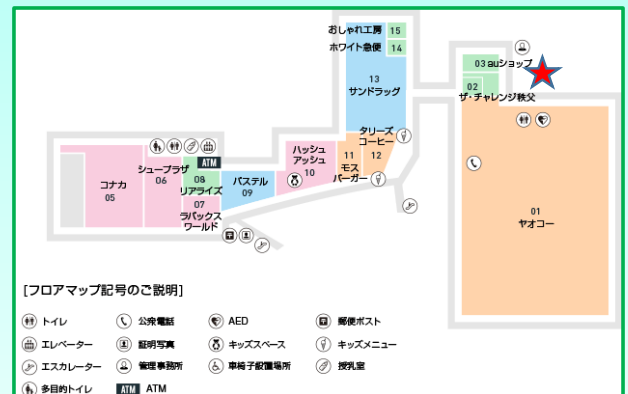 おしゃれ工房 15
ホワイト急便 14
13
サンドラッグ
03 auショップ
02
ザ・チャレンジ秩父
タリーズ
コーヒー
12
11
モス
バーガー
ハッシュ
アッシュ
10
ATM
シュープラザ
06
コナカ
05
08
リアライズ
07
ラパックス
ワールド
パステル
09
01
ヤオコー
[フロアマップ記号のご説明]
トイレ 公衆電話 AED 郵便ポスト
エレベーター 証明写真 キッズスペース キッズメニュー
エスカレーター 管理事務所 車椅子設置場所 授乳室
多目的トイレ ATM ATM